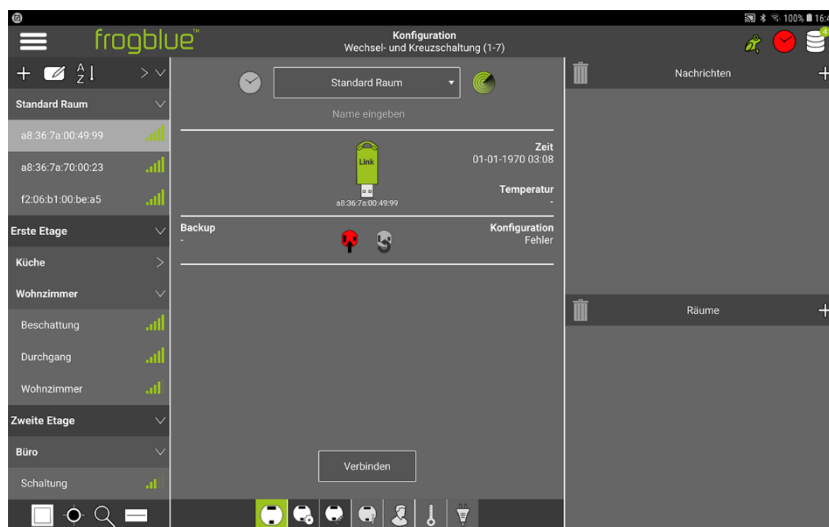 100% 16:4
frogblue™
Konfiguration
Wechsel- und Kreuzschaltung (1-7)
4
A
Z
Standard Raum
a8:36:7a:00:49:99
a8:36:7a:70:00:23
f2:06:b1:00:be:a5
Erste Etage
Küche
Wohnzimmer
Beschattung
Durchgang
Wohnzimmer
Zweite Etage
Büro
Schaltung
Standard Raum
Name eingeben
Link
a8:36:7a:00:49:99
Zeit
01-01-1970 03:08
Temperatur
-
Backup
-
Konfiguration
Fehler
Verbinden
Nachrichten
Räume